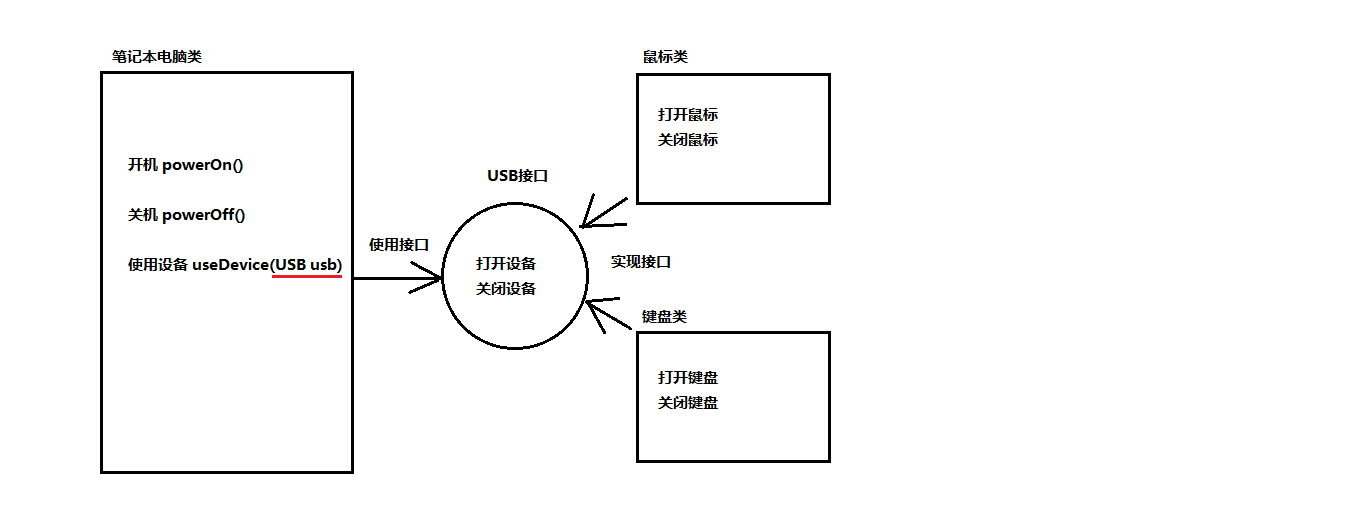 笔记本电脑类
开机 powerOn()
关机 powerOff()
使用设备 useDevice(USB usb)
使用接口
USB接口
打开设备
关闭设备
实现接口
鼠标类
打开鼠标
关闭鼠标
键盘类
打开键盘
关闭键盘